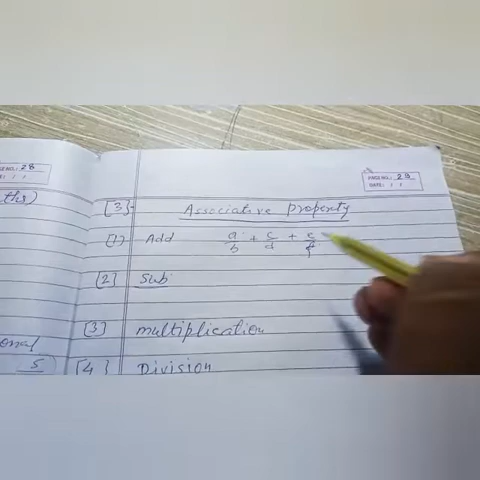 PAGE NO.: 28
PAGE NO.: 29
DATE: / /
[3] Associative Property
(1) Add a/b + c/d + e/f
[2] Sub
[3] multiplication
onal
5
[4] Division